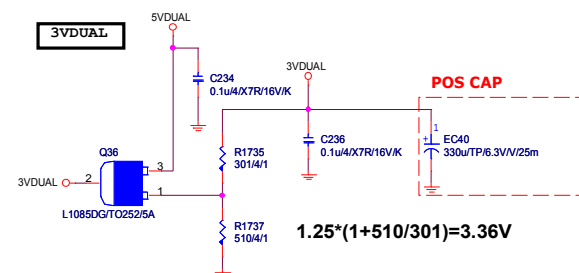 3VDUAL
5VDUAL
C234
0.1u/4/X7R/16V/K
3VDUAL
POS CAP
C236
0.1u/4/X7R/16V/K
1
+
EC40
330u/TP/6.3V/V/25m
Q36
3
3VDUAL
2
1
L1085DG/TO252/5A
R1735
301/4/1
R1737
510/4/1
1.25*(1+510/301)=3.36V